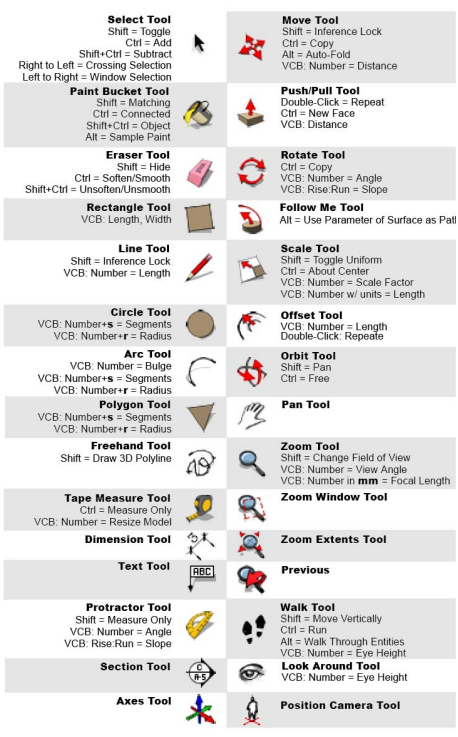 Select Tool
Shift = Toggle
Ctrl = Add
Shift+Ctrl = Subtract
Right to Left = Crossing Selection
Left to Right = Window Selection
Paint Bucket Tool
Shift = Matching
Ctrl = Connected
Shift+Ctrl = Object
Alt = Sample Paint
Eraser Tool
Shift = Hide
Ctrl = Soften/Smooth
Shift+Ctrl = Unsoften/Unsmooth
Rectangle Tool
VCB: Length, Width
Line Tool
Shift = Inference Lock
VCB: Number = Length
Circle Tool
VCB: Number+s = Segments
VCB: Number+r = Radius
Arc Tool
VCB: Number = Bulge
VCB: Number+s = Segments
VCB: Number+r = Radius
Polygon Tool
VCB: Number+s = Segments
VCB: Number+r = Radius
Freehand Tool
Shift = Draw 3D Polyline
Tape Measure Tool
Ctrl = Measure Only
VCB: Number = Resize Model
Dimension Tool
3
Text Tool
ABC
Protractor Tool
Shift = Measure Only
VCB: Number = Angle
VCB: Rise:Run = Slope
Section Tool
C
A-5
Axes Tool
Move Tool
Shift = Inference Lock
Ctrl = Copy
Alt = Auto-Fold
VCB: Number = Distance
Push/Pull Tool
Double-Click = Repeat
Ctrl = New Face
VCB: Distance
Rotate Tool
Ctrl = Copy
VCB: Number = Angle
VCB: Rise:Run = Slope
Follow Me Tool
Alt = Use Parameter of Surface as Path
Scale Tool
Shift = Toggle Uniform
Ctrl = About Center
VCB: Number = Scale Factor
VCB: Number w/ units = Length
Offset Tool
VCB: Number = Length
Double-Click: Repeate
Orbit Tool
Shift = Pan
Ctrl = Free
Pan Tool
Zoom Tool
Shift = Change Field of View
VCB: Number = View Angle
VCB: Number in mm = Focal Length
Zoom Window Tool
Zoom Extents Tool
Previous
Walk Tool
Shift = Move Vertically
Ctrl = Run
Alt = Walk Through Entities
VCB: Number = Eye Height
Look Around Tool
VCB: Number = Eye Height
Position Camera Tool